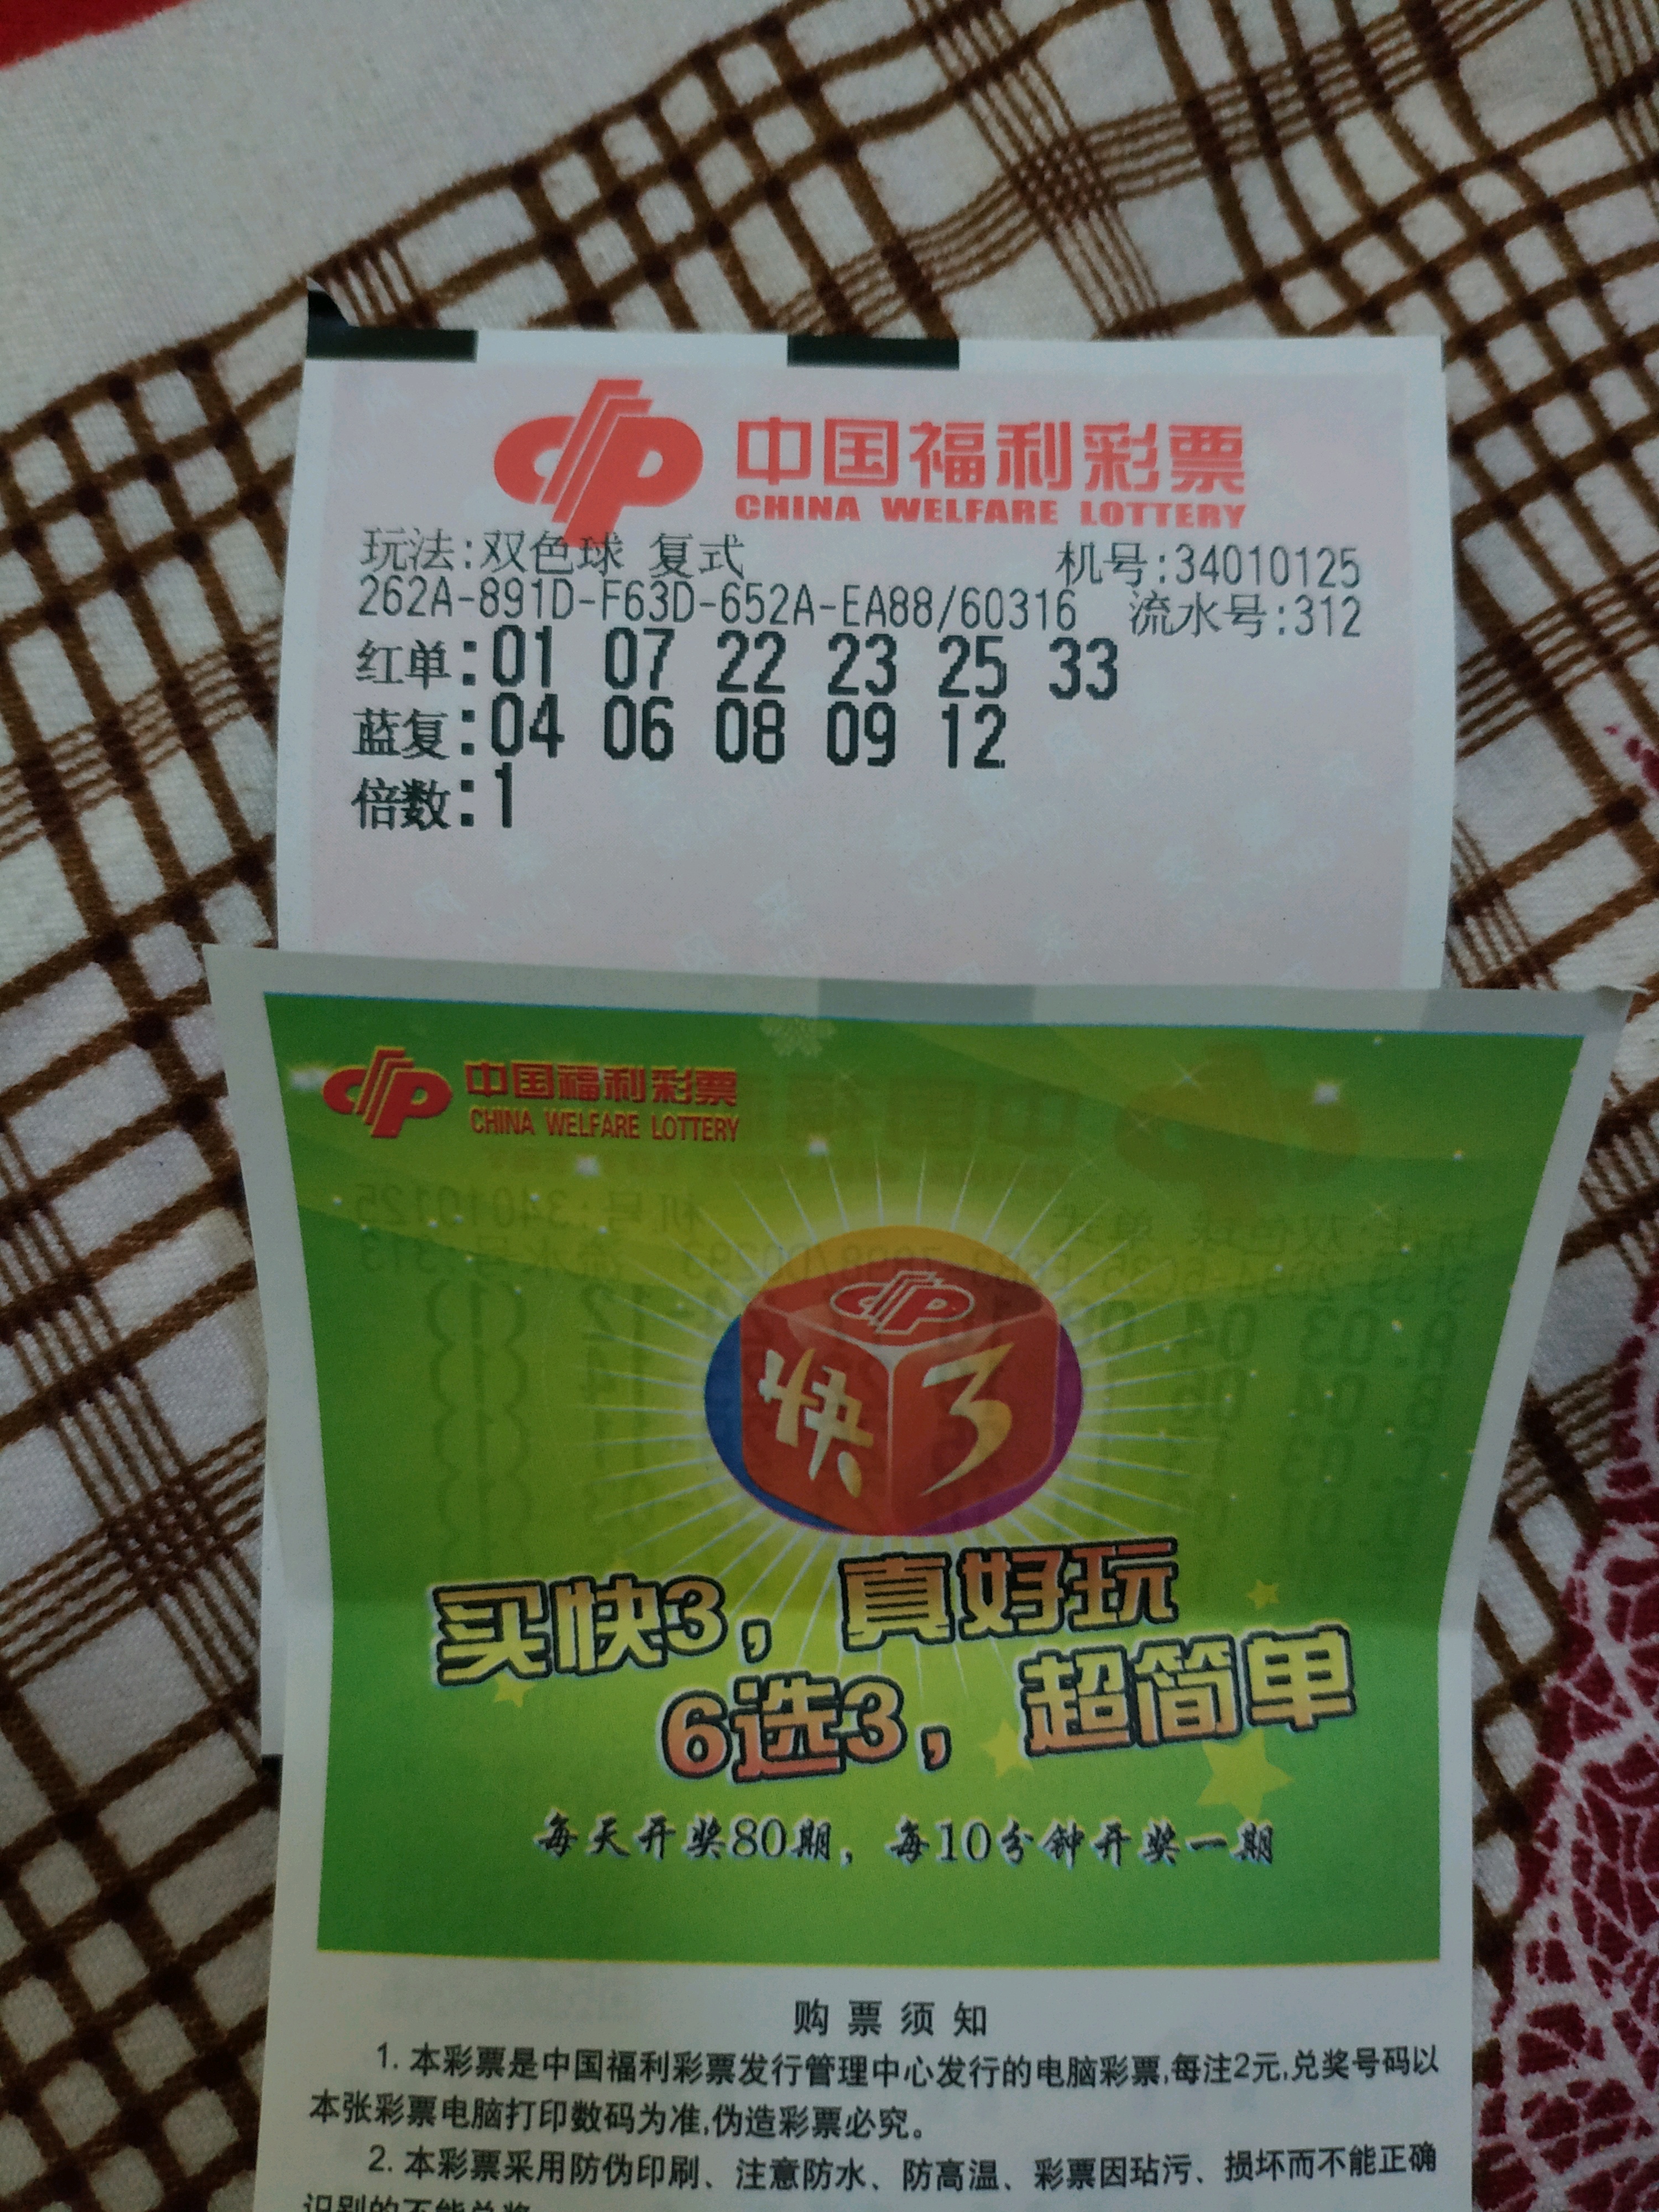 中国福利彩票
CHINA WELFARE LOTTERY
玩法:双色球 复式 机号:34010125
262A-891D-F63D-652A-EA88/60316 流水号:312
红单:01 07 22 23 25 33
蓝复:04 06 08 09 12
倍数:1
中国福利彩票
CHINA WELFARE LOTTERY
快3
买快3，真好玩
6选3，超简单
每天开奖80期，每10分钟开奖一期
购票须知
1. 本彩票是中国福利彩票发行管理中心发行的电脑彩票,每注2元,兑奖号码以
本张彩票电脑打印数码为准,伪造彩票必究。
2. 本彩票采用防伪印刷、注意防水、防高温、彩票因玷污、损坏而不能正确
识别的不能兑奖